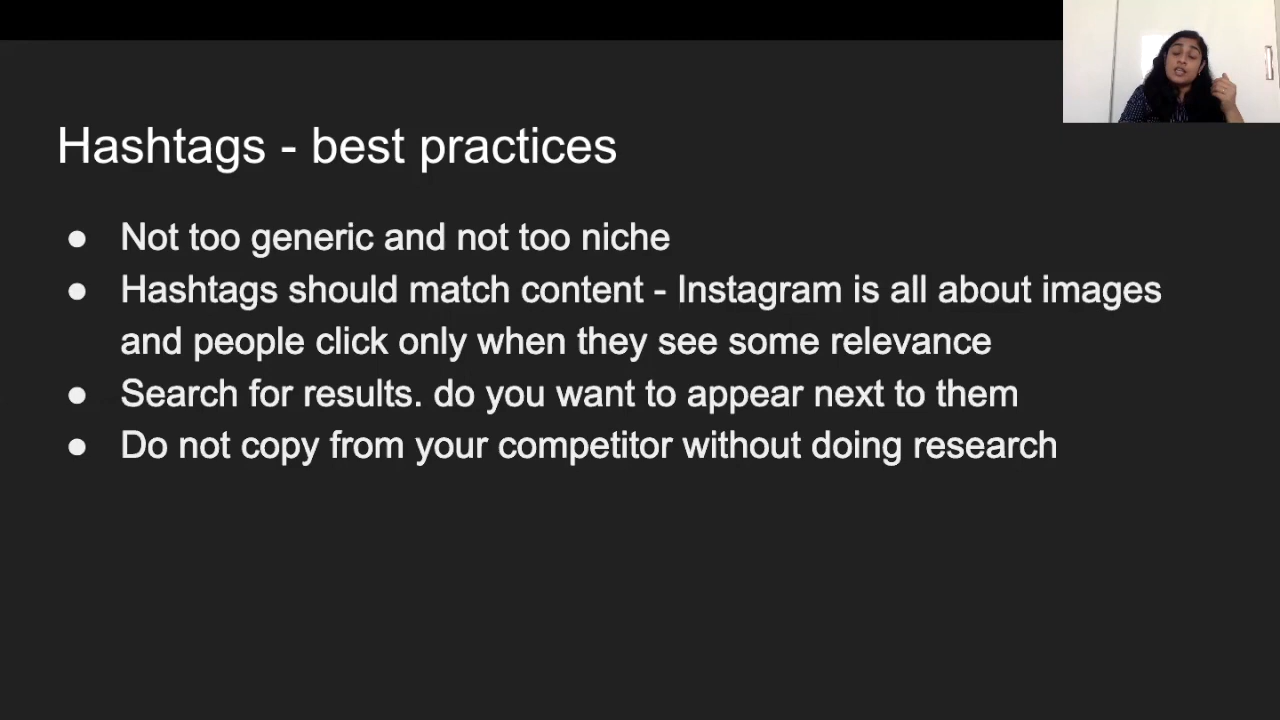 Hashtags - best practices
● Not too generic and not too niche
● Hashtags should match content - Instagram is all about images
and people click only when they see some relevance
● Search for results. do you want to appear next to them
● Do not copy from your competitor without doing research